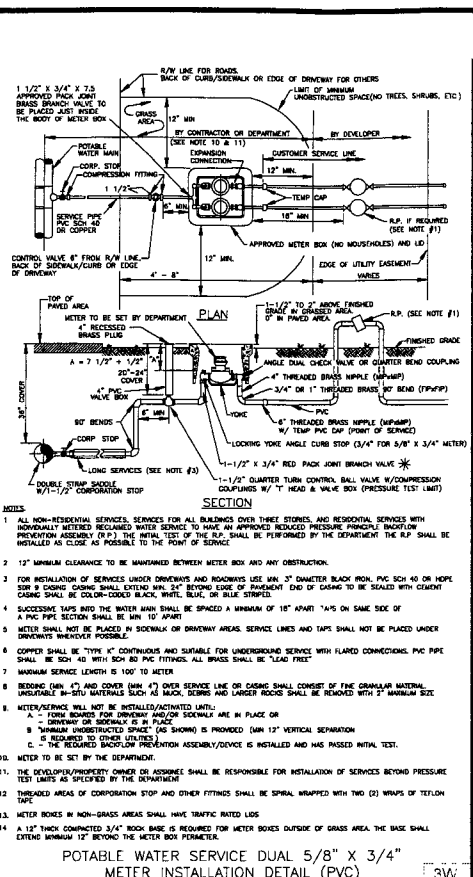 R/W LINE FOR ROADS.
BACK OF CURB/SIDEWALK OR EDGE OF DRIVEWAY FOR OTHERS
LIMIT OF MINIMUM
UNOBSTRUCTED SPACE(NO TREES, SHRUBS, ETC.)
1 1/2" X 3/4" X 7.5
APPROVED PACK JOINT
BRASS BRANCH VALVE TO
BE PLACED JUST INSIDE
THE BODY OF METER BOX
GRASS
AREA
12" MIN
BY CONTRACTOR OR DEPARTMENT
(SEE NOTE 10 & 11)
BY DEVELOPER
POTABLE
WATER MAIN
EXPANSION
CONNECTION
CUSTOMER SERVICE LINE
CORP. STOP
COMPRESSION FITTING
12" MIN.
1 1/2"
TEMP CAP
6" MIN.
18" MIN.
R.P. IF REQUIRED
(SEE NOTE #1)
SERVICE PIPE
PVC SCH 40
OR COPPER
APPROVED METER BOX (NO MOUSEHOLES) AND LID
12" MIN.
CONTROL VALVE 6" FROM R/W LINE,
BACK OF SIDEWALK/CURB OR EDGE
OF DRIVEWAY
EDGE OF UTILITY EASEMENT
4' - 8'
VARIES
TOP OF
PAVED AREA
PLAN
1-1/2" TO 2" ABOVE FINISHED
GRADE IN GRASSED AREA.
0" IN PAVED AREA.
R.P. (SEE NOTE #1)
METER TO BE SET BY DEPARTMENT
4" RECESSED
BRASS PLUG
FINISHED GRADE
A = 7 1/2" + 1/2"
"A"
ANGLE DUAL CHECK VALVE OR QUARTER BEND COUPLING
20"-24"
COVER
4" THREADED BRASS NIPPLE (MIPxMIP)
36" COVER
4" PVC
VALVE BOX
3/4" OR 1" THREADED BRASS 90° BEND (FIPxFIP)
PVC
90° BENDS
6" MIN
YOKE
6" THREADED BRASS NIPPLE (MIPxMIP)
W/ TEMP PVC CAP (POINT OF SERVICE)
CORP STOP
LOCKING YOKE ANGLE CURB STOP (3/4" FOR 5/8" X 3/4" METER)
LONG SERVICES (SEE NOTE #3)
1-1/2" X 3/4" RED PACK JOINT BRANCH VALVE ✳
DOUBLE STRAP SADDLE
W/1-1/2" CORPORATION STOP
1-1/2" QUARTER TURN CONTROL BALL VALVE W/COMPRESSION
COUPLINGS W/ "T" HEAD & VALVE BOX (PRESSURE TEST LIMIT)
SECTION
NOTES.
1 ALL NON-RESIDENTIAL SERVICES, SERVICES FOR ALL BUILDINGS OVER THREE STORIES, AND RESIDENTIAL SERVICES WITH
INDIVIDUALLY METERED RECLAIMED WATER SERVICE TO HAVE AN APPROVED REDUCED PRESSURE PRINCIPLE BACKFLOW
PREVENTION ASSEMBLY (R P ) THE INITIAL TEST OF THE R.P. SHALL BE PERFORMED BY THE DEPARTMENT THE R.P SHALL BE
INSTALLED AS CLOSE AS POSSIBLE TO THE POINT OF SERVICE
2 12" MINIMUM CLEARANCE TO BE MAINTAINED BETWEEN METER BOX AND ANY OBSTRUCTION.
3 FOR INSTALLATION OF SERVICES UNDER DRIVEWAYS AND ROADWAYS USE MIN. 3" DIAMETER BLACK IRON, PVC SCH 40 OR HDPE
SDR 9 CASING CASING SHALL EXTEND MIN. 24" BEYOND EDGE OF PAVEMENT END OF CASING TO BE SEALED WITH CEMENT
CASING SHALL BE COLOR-CODED BLACK, WHITE, BLUE, OR BLUE STRIPED.
4 SUCCESSIVE TAPS INTO THE WATER MAIN SHALL BE SPACED A MINIMUM OF 18" APART TAPS ON SAME SIDE OF
A PVC PIPE SECTION SHALL BE MIN 10' APART
5 METER SHALL NOT BE PLACED IN SIDEWALK OR DRIVEWAY AREAS. SERVICE LINES AND TAPS SHALL NOT BE PLACED UNDER
DRIVEWAYS WHENEVER POSSIBLE.
6 COPPER SHALL BE "TYPE K" CONTINUOUS AND SUITABLE FOR UNDERGROUND SERVICE WITH FLARED CONNECTIONS. PVC PIPE
SHALL BE SCH 40 WITH SCH 80 PVC FITTINGS. ALL BRASS SHALL BE "LEAD FREE"
7 MAXIMUM SERVICE LENGTH IS 100' TO METER
8 BEDDING (MIN 4") AND COVER (MIN 4") OVER SERVICE LINE OR CASING SHALL CONSIST OF FINE GRANULAR MATERIAL.
UNSUITABLE IN-SITU MATERIALS SUCH AS MUCK, DEBRIS AND LARGER ROCKS SHALL BE REMOVED WITH 2" MAXIMUM SIZE
9. METER/SERVICE WILL NOT BE INSTALLED/ACTIVATED UNTIL:
A. - FORM BOARDS FOR DRIVEWAY AND/OR SIDEWALK ARE IN PLACE OR
- DRIVEWAY OR SIDEWALK IS IN PLACE
B "MINIMUM UNOBSTRUCTED SPACE" (AS SHOWN) IS PROVIDED (MIN 12" VERTICAL SEPARATION
IS REQUIRED TO OTHER UTILITIES )
C. - THE REQUIRED BACKFLOW PREVENTION ASSEMBLY/DEVICE IS INSTALLED AND HAS PASSED INITIAL TEST.
10. METER TO BE SET BY THE DEPARTMENT.
11. THE DEVELOPER/PROPERTY OWNER OR ASSIGNEE SHALL BE RESPONSIBLE FOR INSTALLATION OF SERVICES BEYOND PRESSURE
TEST LIMITS AS SPECIFIED BY THE DEPARTMENT
12 THREADED AREAS OF CORPORATION STOP AND OTHER FITTINGS SHALL BE SPIRAL WRAPPED WITH TWO (2) WRAPS OF TEFLON
TAPE
13. METER BOXES IN NON-GRASS AREAS SHALL HAVE TRAFFIC RATED LIDS
14 A 12" THICK COMPACTED 3/4" ROCK BASE IS REQUIRED FOR METER BOXES OUTSIDE OF GRASS AREA. THE BASE SHALL
EXTEND MINIMUM 12" BEYOND THE METER BOX PERIMETER.
POTABLE WATER SERVICE DUAL 5/8" X 3/4"
METER INSTALLATION DETAIL (PVC)
3W